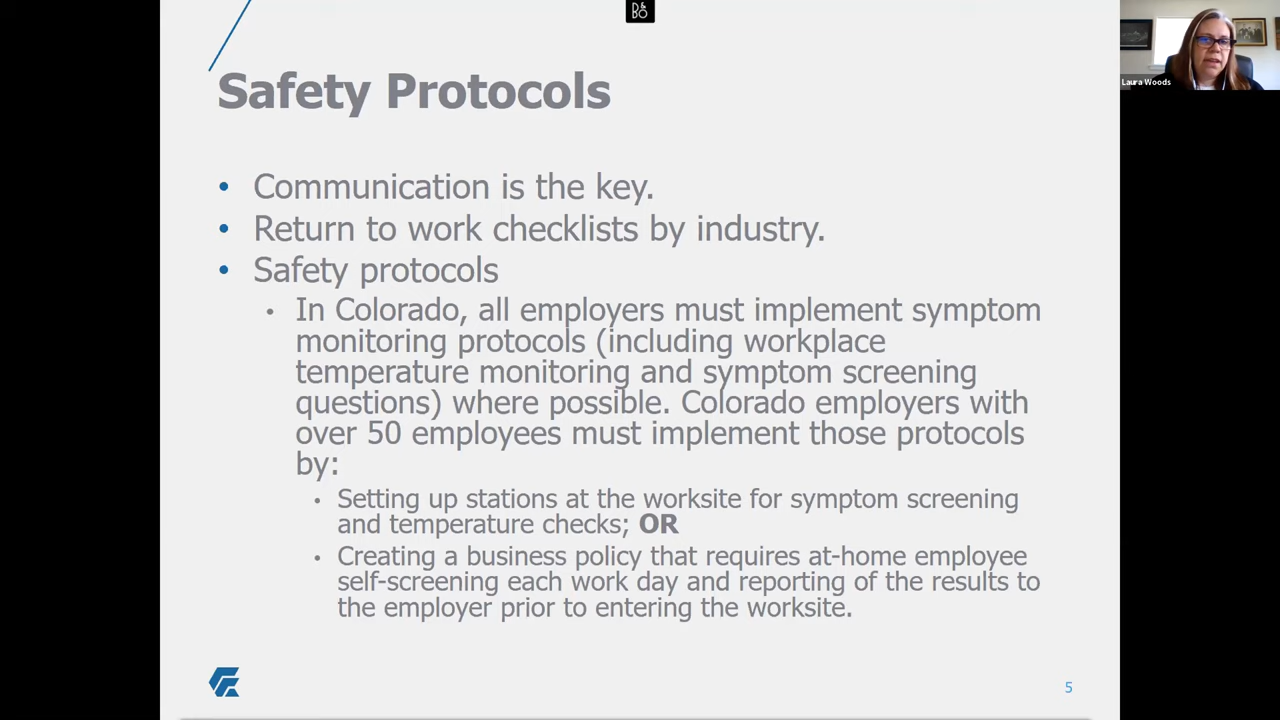 D&
BO
Laura Woods
Safety Protocols
• Communication is the key.
• Return to work checklists by industry.
• Safety protocols
• In Colorado, all employers must implement symptom
monitoring protocols (including workplace
temperature monitoring and symptom screening
questions) where possible. Colorado employers with
over 50 employees must implement those protocols
by:
• Setting up stations at the worksite for symptom screening
and temperature checks; OR
• Creating a business policy that requires at-home employee
self-screening each work day and reporting of the results to
the employer prior to entering the worksite.
5